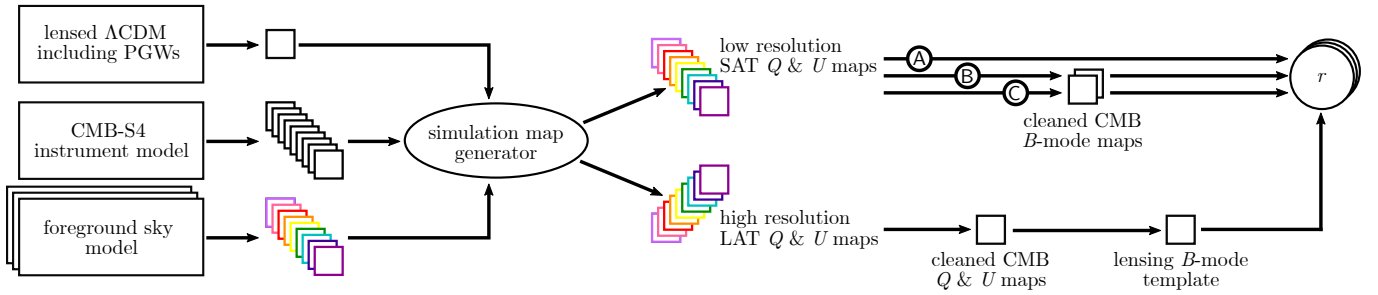 lensed ΛCDM
including PGWs
CMB-S4
instrument model
foreground sky
model
simulation map
generator
low resolution
SAT Q & U maps
high resolution
LAT Q & U maps
A
B
C
cleaned CMB
B-mode maps
cleaned CMB
Q & U maps
lensing B-mode
template
r